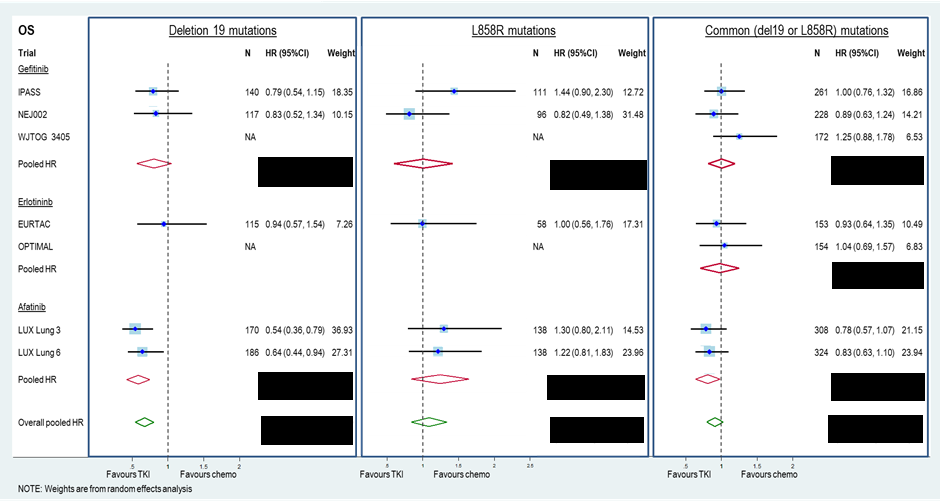 OS Deletion 19 mutations L858R mutations Common (del19 or L858R) mutations
Trial N HR (95%CI) Weight N HR (95%CI) Weight N HR (95%CI) Weight
Gefitinib
IPASS 140 0.79 (0.54, 1.15) 18.35 111 1.44 (0.90, 2.30) 12.72 261 1.00 (0.76, 1.32) 16.86
NEJ002 117 0.83 (0.52, 1.34) 10.15 96 0.82 (0.49, 1.38) 31.48 228 0.89 (0.63, 1.24) 14.21
WJTOG 3405 NA NA 172 1.25 (0.88, 1.78) 6.53
Pooled HR
Erlotininb
EURTAC 115 0.94 (0.57, 1.54) 7.26 58 1.00 (0.56, 1.76) 17.31 153 0.93 (0.64, 1.35) 10.49
OPTIMAL NA NA 154 1.04 (0.69, 1.57) 6.83
Pooled HR
Afatinib
LUX Lung 3 170 0.54 (0.36, 0.79) 36.93 138 1.30 (0.80, 2.11) 14.53 308 0.78 (0.57, 1.07) 21.15
LUX Lung 6 186 0.64 (0.44, 0.94) 27.31 138 1.22 (0.81, 1.83) 23.96 324 0.83 (0.63, 1.10) 23.94
Pooled HR
Overall pooled HR
.5 1 1.5 2 .5 1 1.5 2 2.5 .5 1 1.5 2
Favours TKI Favours chemo Favours TKI Favours chemo Favours TKI Favours chemo
NOTE: Weights are from random effects analysis